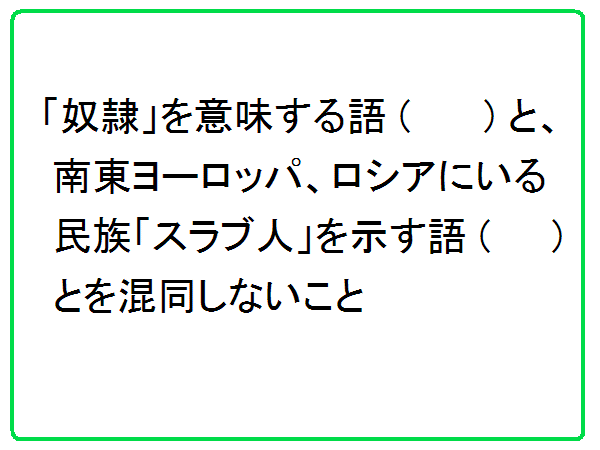 「奴隷」を意味する語(　　)と、
南東ヨーロッパ、ロシアにいる
民族「スラブ人」を示す語(　)
とを混同しないこと